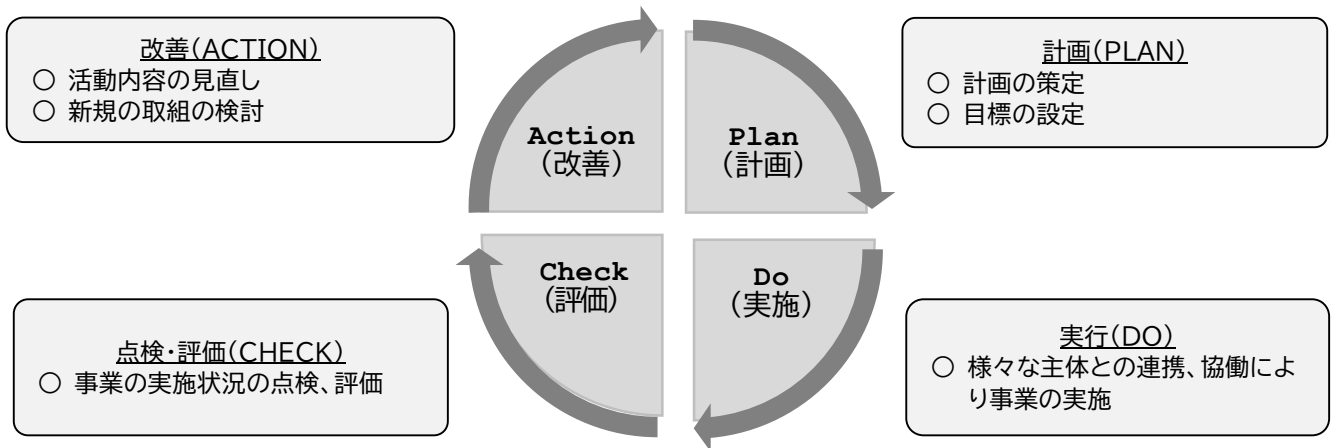 改善(ACTION)
○ 活動内容の見直し
○ 新規の取組の検討
計画(PLAN)
○ 計画の策定
○ 目標の設定
Action
(改善)
Plan
(計画)
Check
(評価)
Do
(実施)
点検・評価(CHECK)
○ 事業の実施状況の点検、評価
実行(DO)
○ 様々な主体との連携、協働によ
り事業の実施